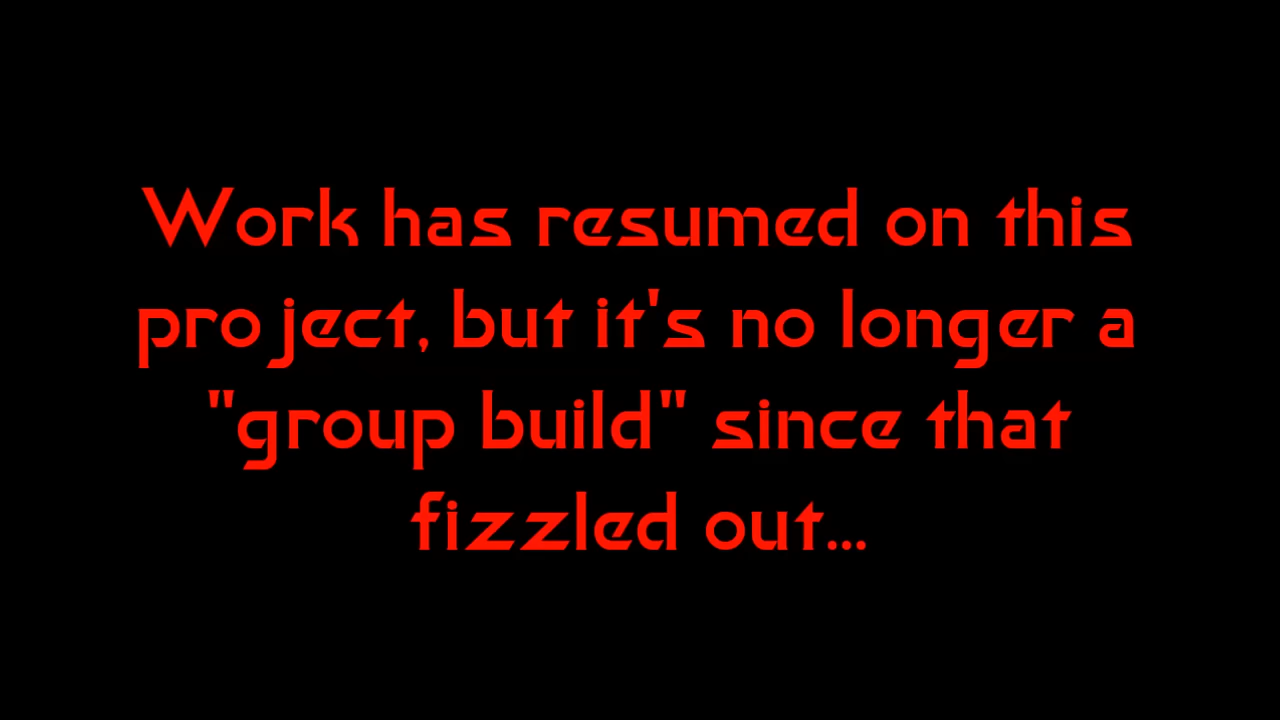 Work has resumed on this
project, but it's no longer a
"group build" since that
fizzled out...